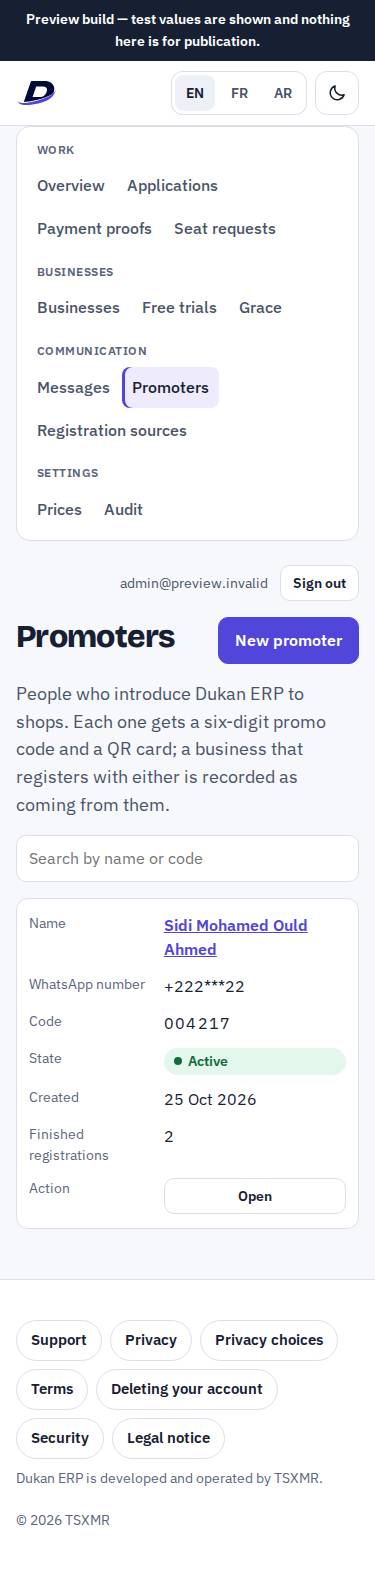 Preview build — test values are shown and nothing
here is for publication.
D
EN FR AR
WORK
Overview Applications
Payment proofs Seat requests
BUSINESSES
Businesses Free trials Grace
COMMUNICATION
Messages Promoters
Registration sources
SETTINGS
Prices Audit
admin@preview.invalid Sign out
Promoters New promoter
People who introduce Dukan ERP to
shops. Each one gets a six-digit promo
code and a QR card; a business that
registers with either is recorded as
coming from them.
Search by name or code
Name Sidi Mohamed Ould
Ahmed
WhatsApp number +222***22
Code 004217
State Active
Created 25 Oct 2026
Finished 2
registrations
Action Open
Support Privacy Privacy choices
Terms Deleting your account
Security Legal notice
Dukan ERP is developed and operated by TSXMR.
© 2026 TSXMR